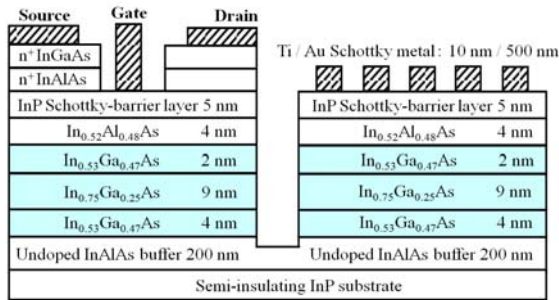 Source Gate Drain
n⁺InGaAs
n⁺InAlAs
InP Schottky-barrier layer 5 nm
In₀.₅₂Al₀.₄₈As 4 nm
In₀.₅₃Ga₀.₄₇As 2 nm
In₀.₇₅Ga₀.₂₅As 9 nm
In₀.₅₃Ga₀.₄₇As 4 nm
Undoped InAlAs buffer 200 nm
Ti / Au Schottky metal: 10 nm / 500 nm
InP Schottky-barrier layer 5 nm
In₀.₅₂Al₀.₄₈As 4 nm
In₀.₅₃Ga₀.₄₇As 2 nm
In₀.₇₅Ga₀.₂₅As 9 nm
In₀.₅₃Ga₀.₄₇As 4 nm
Undoped InAlAs buffer 200 nm
Semi-insulating InP substrate